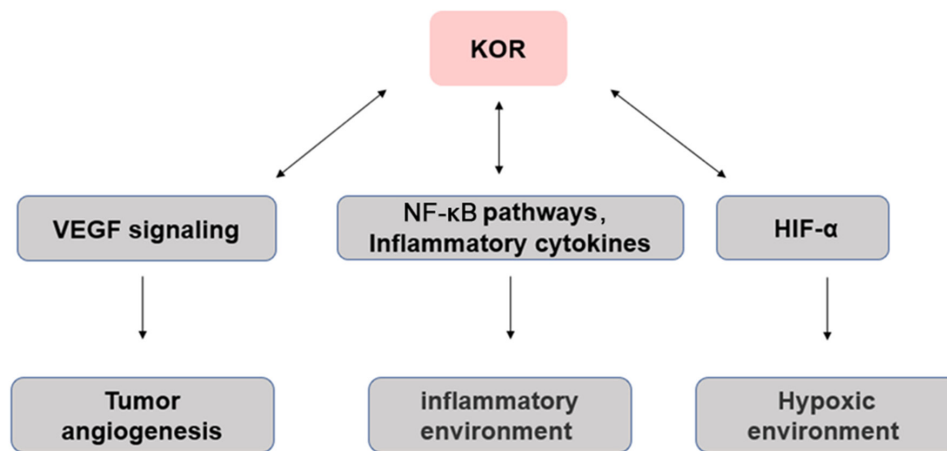 KOR
VEGF signaling
NF-κB pathways,
Inflammatory cytokines
HIF-α
Tumor
angiogenesis
inflammatory
environment
Hypoxic
environment